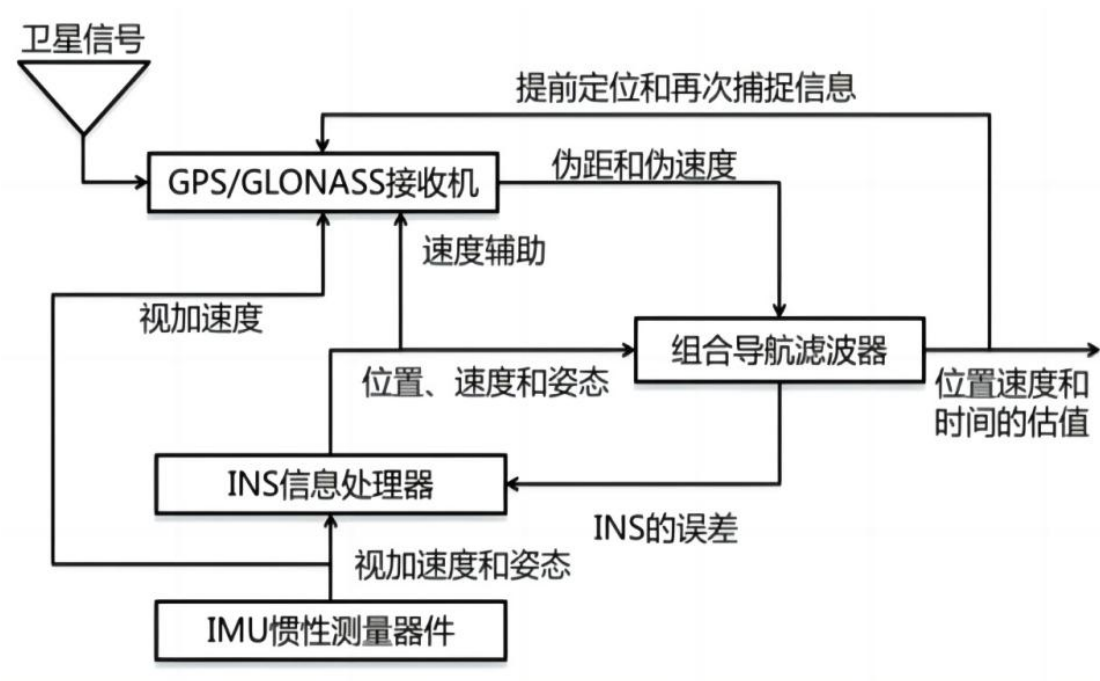 卫星信号
提前定位和再次捕捉信息
GPS/GLONASS接收机
伪距和伪速度
速度辅助
视加速度
组合导航滤波器
位置、速度和姿态
位置速度和
时间的估值
INS信息处理器
INS的误差
视加速度和姿态
IMU惯性测量器件